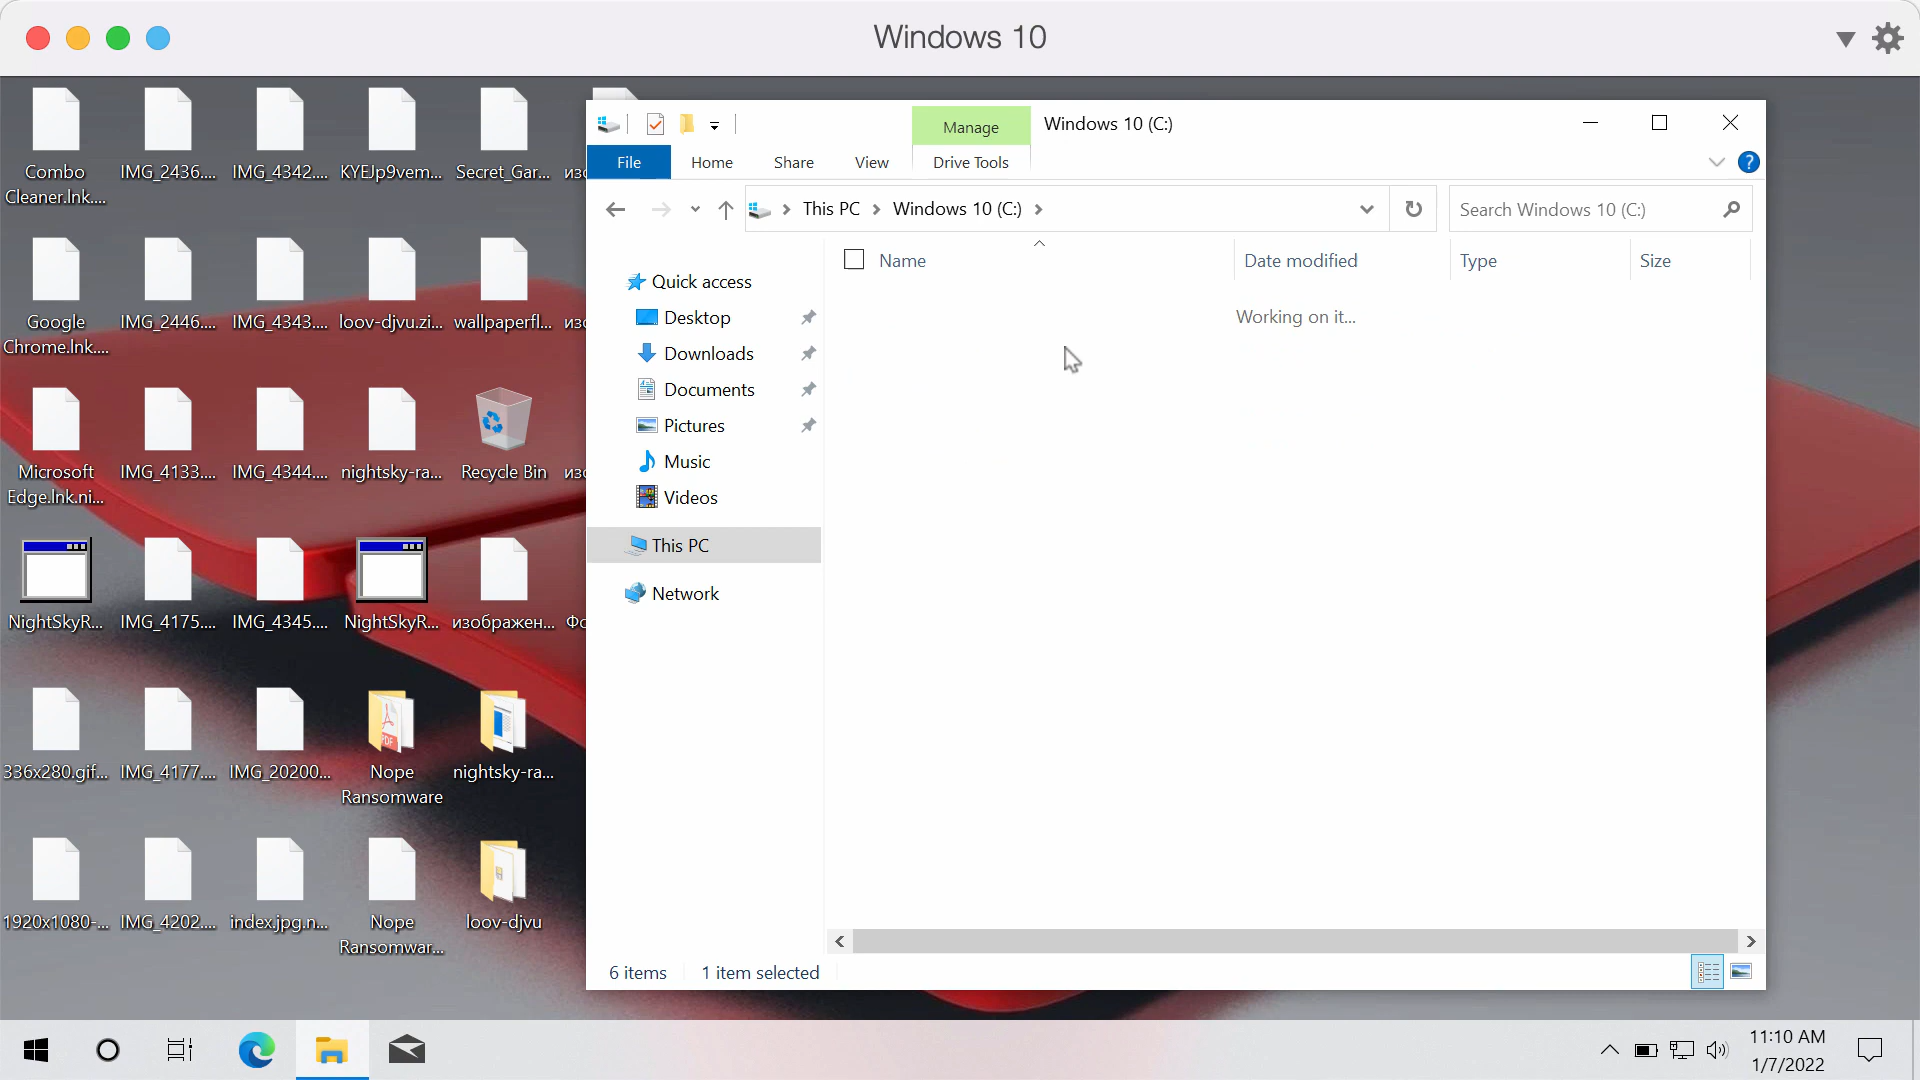 Windows 10
Combo
Cleaner.lnk....
IMG_2436....
IMG_4342....
KYEJp9vem...
Secret_Gar...
изо
Google
Chrome.lnk....
IMG_2446....
IMG_4343....
loov-djvu.zi...
wallpaperfl...
изо
Microsoft
Edge.lnk.ni...
IMG_4133....
IMG_4344....
nightsky-ra...
Recycle Bin
изо
NightSkyR...
IMG_4175....
IMG_4345....
NightSkyR...
изображен...
Фо
336x280.gif...
IMG_4177....
IMG_20200...
Nope
Ransomware
nightsky-ra...
1920x1080-...
IMG_4202....
index.jpg.n...
Nope
Ransomwar...
loov-djvu
Manage
Windows 10 (C:)
File
Home
Share
View
Drive Tools
This PC
Windows 10 (C:)
Search Windows 10 (C:)
Name
Date modified
Type
Size
Working on it...
Quick access
Desktop
Downloads
Documents
Pictures
Music
Videos
This PC
Network
6 items
1 item selected
11:10 AM
1/7/2022